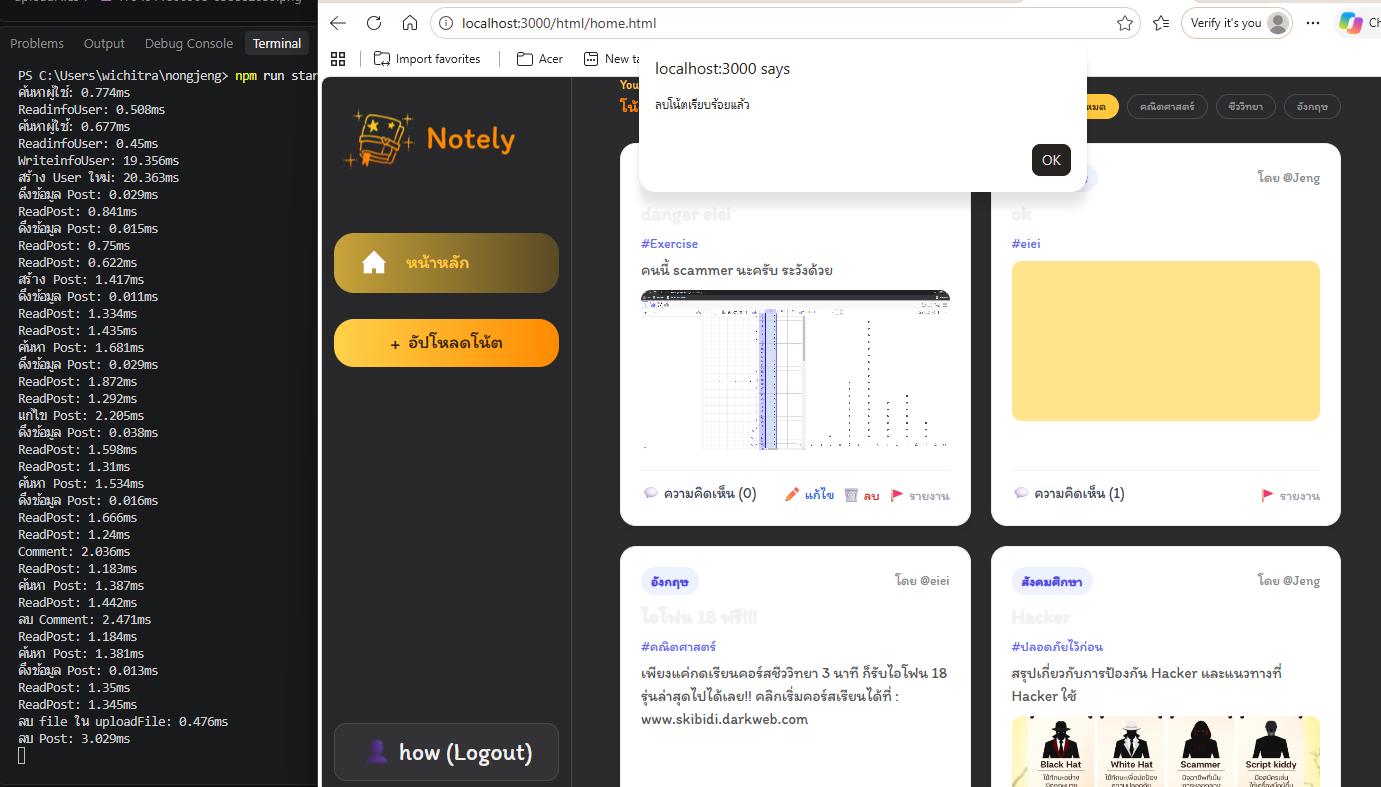 Problems Output Debug Console Terminal
PS C:\Users\wichitra\nongjeng> npm run star
ค้นหาผู้ใช้: 0.774ms
ReadinfoUser: 0.508ms
ค้นหาผู้ใช้: 0.677ms
ReadinfoUser: 0.45ms
WriteinfoUser: 19.356ms
สร้าง User ใหม่: 20.363ms
ดึงข้อมูล Post: 0.029ms
ReadPost: 0.841ms
ดึงข้อมูล Post: 0.015ms
ReadPost: 0.75ms
ReadPost: 0.622ms
สร้าง Post: 1.417ms
ดึงข้อมูล Post: 0.011ms
ReadPost: 1.334ms
ReadPost: 1.435ms
ค้นหา Post: 1.681ms
ดึงข้อมูล Post: 0.029ms
ReadPost: 1.872ms
ReadPost: 1.292ms
แก้ไข Post: 2.205ms
ดึงข้อมูล Post: 0.038ms
ReadPost: 1.598ms
ReadPost: 1.31ms
ค้นหา Post: 1.534ms
ดึงข้อมูล Post: 0.016ms
ReadPost: 1.666ms
ReadPost: 1.24ms
Comment: 2.036ms
ReadPost: 1.183ms
ค้นหา Post: 1.387ms
ReadPost: 1.442ms
ลบ Comment: 2.471ms
ReadPost: 1.184ms
ค้นหา Post: 1.381ms
ดึงข้อมูล Post: 0.013ms
ReadPost: 1.35ms
ReadPost: 1.345ms
ลบ file ใน uploadFile: 0.476ms
ลบ Post: 3.029ms
localhost:3000/html/home.html
Verify it's you
Import favorites Acer New ta
localhost:3000 says
ลบโน้ตเรียบร้อยแล้ว
OK
Notely
หน้าหลัก
+ อัปโหลดโน้ต
how (Logout)
You
โน้
หมด คณิตศาสตร์ ชีววิทยา อังกฤษ
dangar eiei
#Exercise
คนนี้ scammer นะครับ ระวังด้วย
ความคิดเห็น (0) แก้ไข ลบ รายงาน
โดย @Jeng
ok
#eiei
ความคิดเห็น (1) รายงาน
อังกฤษ โดย @eiei
ไอโฟน 18 ฟรี!!!
#คณิตศาสตร์
เพียงแค่กดเรียนคอร์สชีววิทยา 3 นาที ก็รับไอโฟน 18
รุ่นล่าสุดไปได้เลย!! คลิกเริ่มคอร์สเรียนได้ที่ :
www.skibidi.darkweb.com
สังคมศึกษา โดย @Jeng
Hacker
#ปลอดภัยไว้ก่อน
สรุปเกี่ยวกับการป้องกัน Hacker และแนวทางที่
Hacker ใช้
Black Hat White Hat Scammer Script kiddy